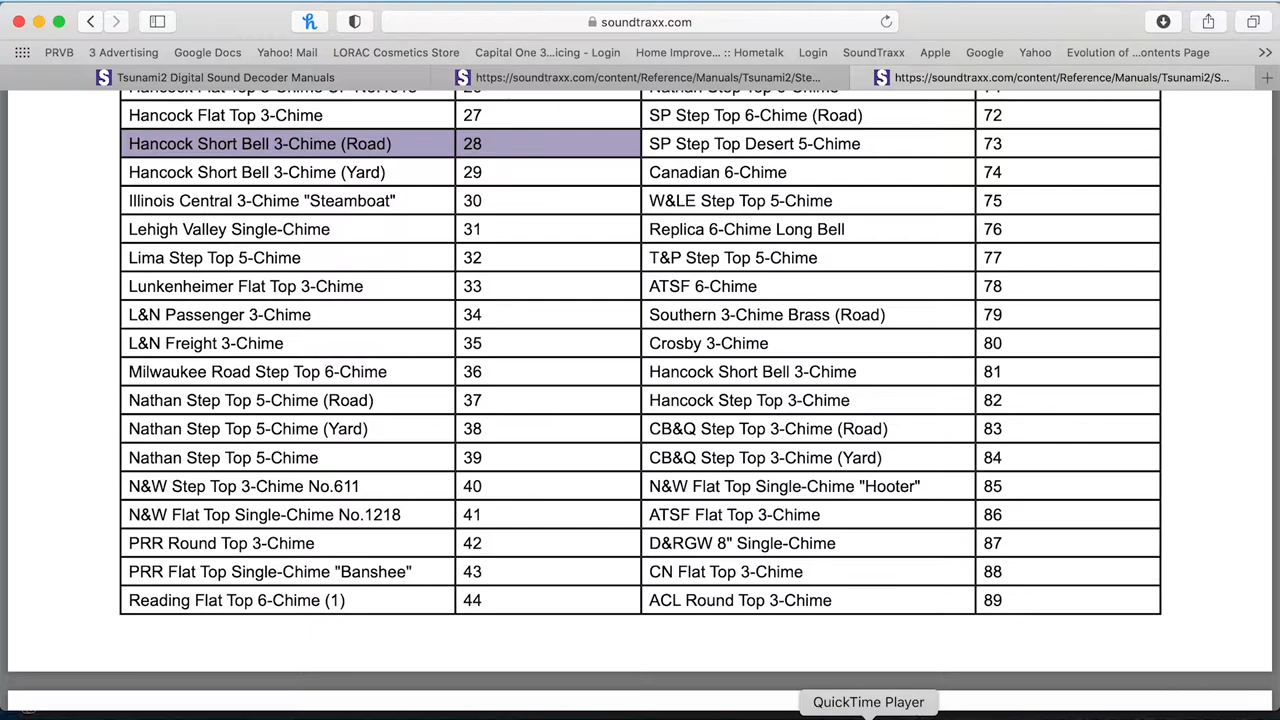 soundtraxx.com
PRVB 3 Advertising Google Docs Yahoo! Mail LORAC Cosmetics Store Capital One 3...icing - Login Home Improve... :: Hometalk Login SoundTraxx Apple Google Yahoo Evolution of ...ontents Page
Tsunami2 Digital Sound Decoder Manuals https://soundtraxx.com/content/Reference/Manuals/Tsunami2/Ste... https://soundtraxx.com/content/Reference/Manuals/Tsunami2/S...
Hancock Flat Top 3-Chime 27 SP Step Top 6-Chime (Road) 72
Hancock Short Bell 3-Chime (Road) 28 SP Step Top Desert 5-Chime 73
Hancock Short Bell 3-Chime (Yard) 29 Canadian 6-Chime 74
Illinois Central 3-Chime "Steamboat" 30 W&LE Step Top 5-Chime 75
Lehigh Valley Single-Chime 31 Replica 6-Chime Long Bell 76
Lima Step Top 5-Chime 32 T&P Step Top 5-Chime 77
Lunkenheimer Flat Top 3-Chime 33 ATSF 6-Chime 78
L&N Passenger 3-Chime 34 Southern 3-Chime Brass (Road) 79
L&N Freight 3-Chime 35 Crosby 3-Chime 80
Milwaukee Road Step Top 6-Chime 36 Hancock Short Bell 3-Chime 81
Nathan Step Top 5-Chime (Road) 37 Hancock Step Top 3-Chime 82
Nathan Step Top 5-Chime (Yard) 38 CB&Q Step Top 3-Chime (Road) 83
Nathan Step Top 5-Chime 39 CB&Q Step Top 3-Chime (Yard) 84
N&W Step Top 3-Chime No.611 40 N&W Flat Top Single-Chime "Hooter" 85
N&W Flat Top Single-Chime No.1218 41 ATSF Flat Top 3-Chime 86
PRR Round Top 3-Chime 42 D&RGW 8" Single-Chime 87
PRR Flat Top Single-Chime "Banshee" 43 CN Flat Top 3-Chime 88
Reading Flat Top 6-Chime (1) 44 ACL Round Top 3-Chime 89
QuickTime Player